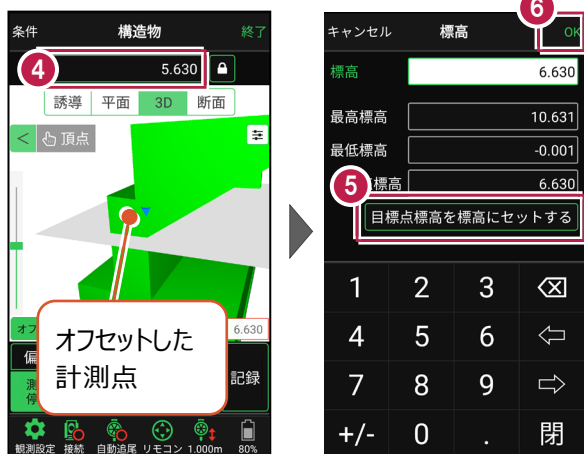 条件 構造物 終了
4
5.630
誘導 平面 3D 断面
< 頂点
オフ 6.630
オフセットした
計測点
偏
測
停
記録
観測設定 接続 自動追尾 リモコン 1.000m 80%
キャンセル 標高 OK
6
標高 6.630
最高標高 10.631
最低標高 -0.001
5
標高 6.630
目標点標高を標高にセットする
1 2 3
4 5 6
7 8 9
+/- 0 . 閉